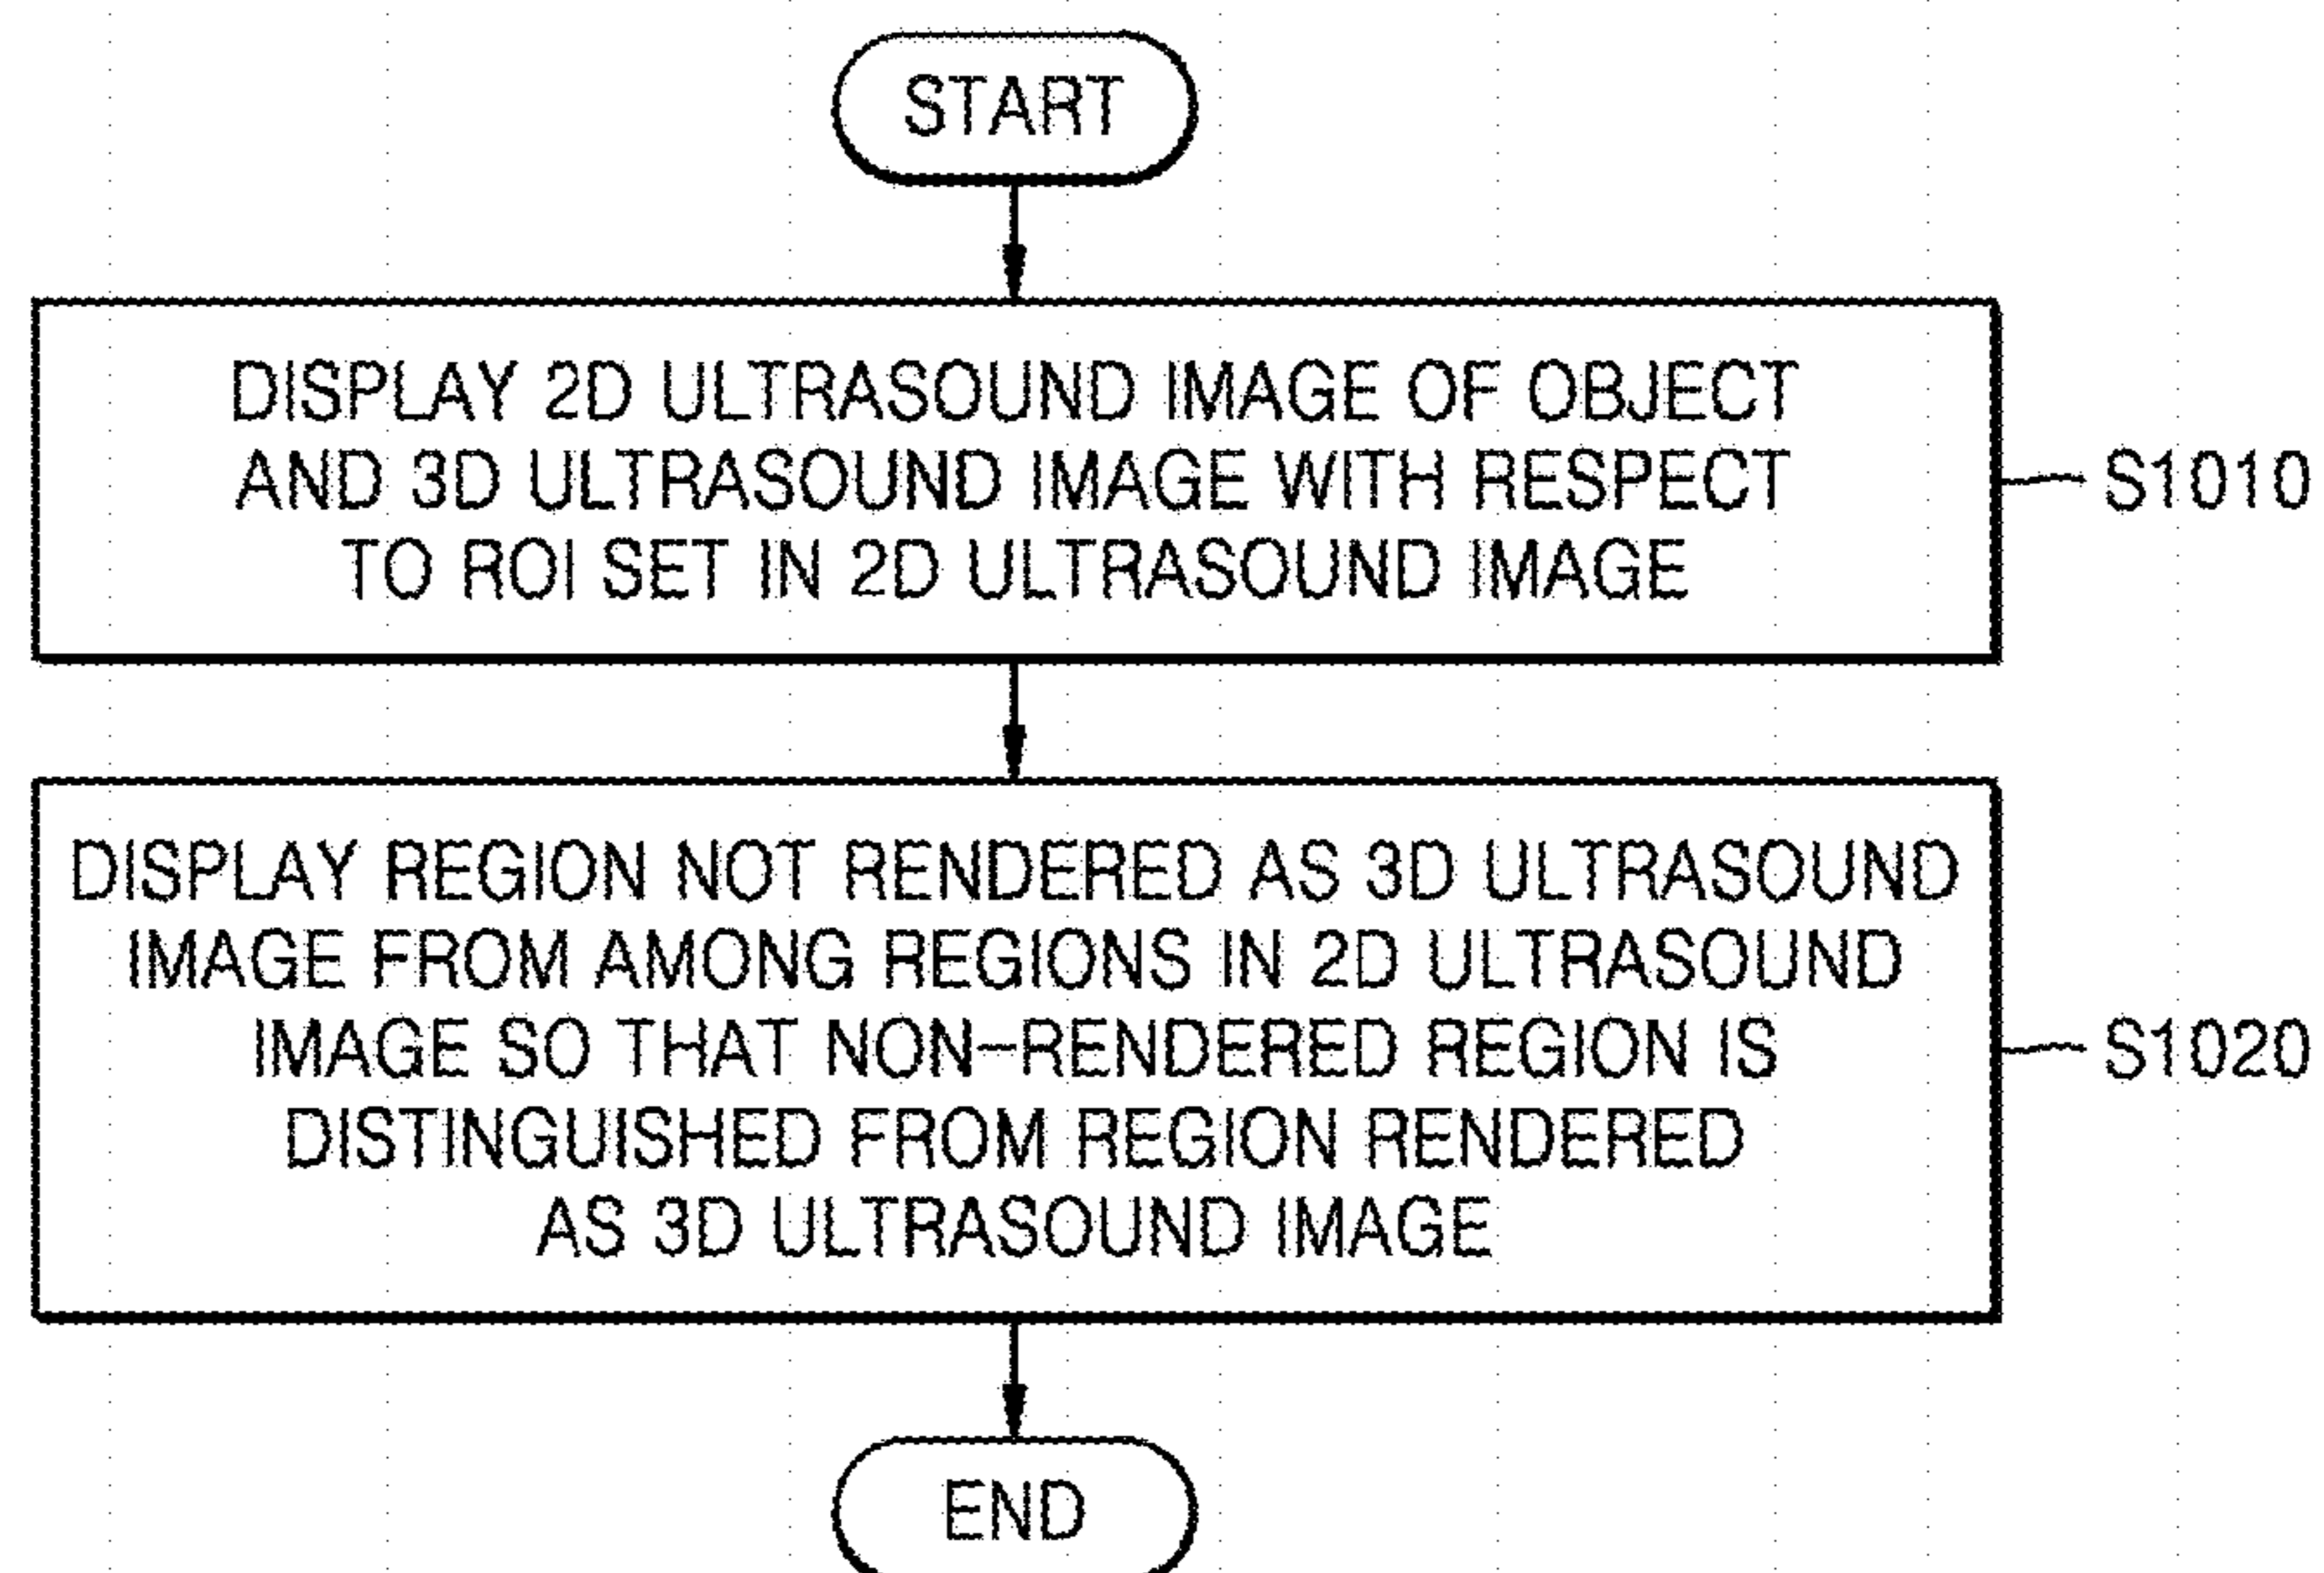 START
DISPLAY 2D ULTRASOUND IMAGE OF OBJECT
AND 3D ULTRASOUND IMAGE WITH RESPECT
TO ROI SET IN 2D ULTRASOUND IMAGE
S1010
DISPLAY REGION NOT RENDERED AS 3D ULTRASOUND
IMAGE FROM AMONG REGIONS IN 2D ULTRASOUND
IMAGE SO THAT NON-RENDERED REGION IS
DISTINGUISHED FROM REGION RENDERED
AS 3D ULTRASOUND IMAGE
S1020
END